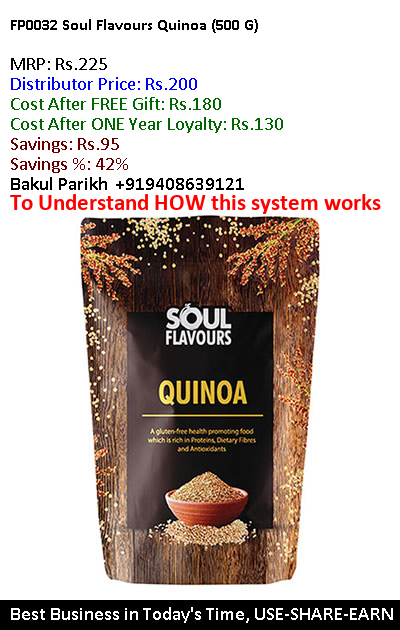 FP0032 Soul Flavours Quinoa (500 G)
MRP: Rs.225
Distributor Price: Rs.200
Cost After FREE Gift: Rs.180
Cost After ONE Year Loyalty: Rs.130
Savings: Rs.95
Savings %: 42%
Bakul Parikh +919408639121
To Understand HOW this system works
SOUL
FLAVOURS
QUINOA
A gluten-free health promoting food
which is rich in Proteins, Dietary Fibres
and Antioxidants
Best Business in Today's Time, USE-SHARE-EARN